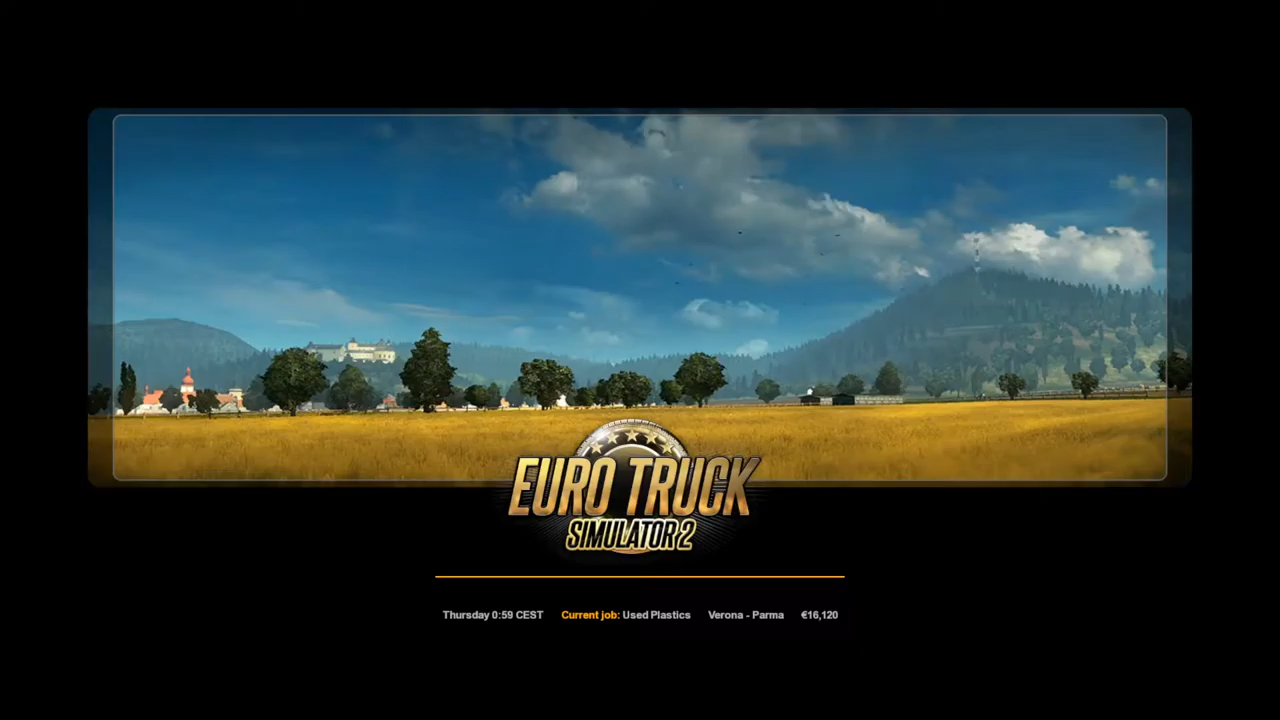 EURO TRUCK
SIMULATOR 2
Thursday 0:59 CEST Current job: Used Plastics Verona - Parma €16,120